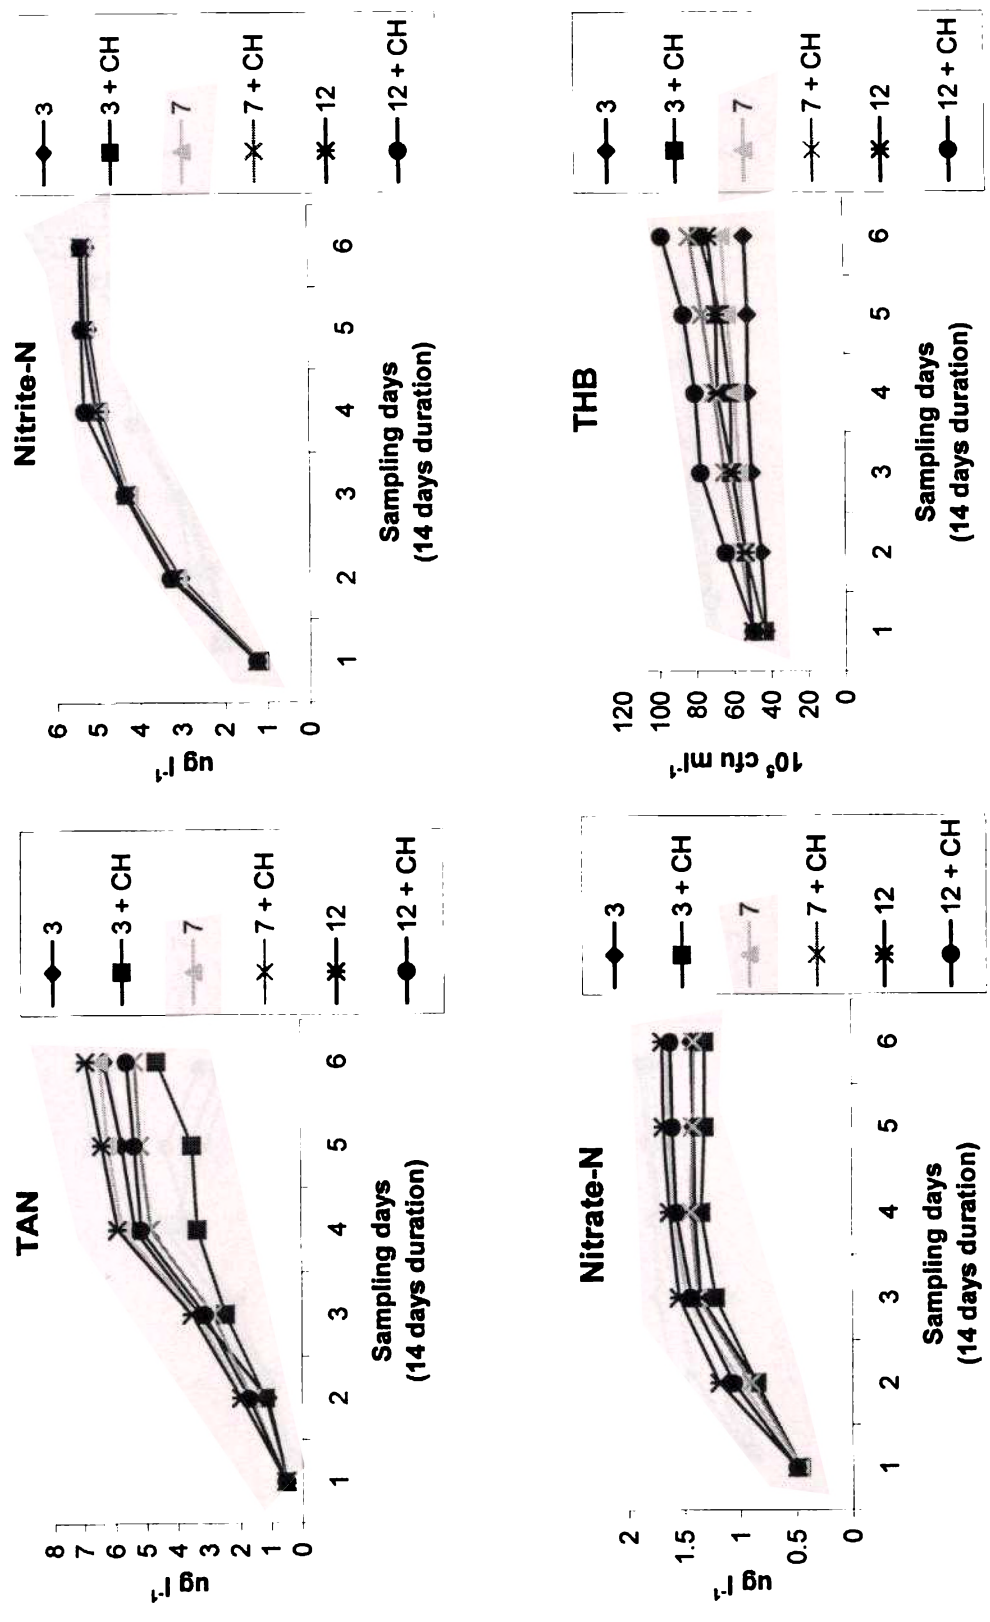 TAN
8
7
6
5
4
3
2
1
0
ug l-1
1 2 3 4 5 6
Sampling days
(14 days duration)
3
3 + CH
7
7 + CH
12
12 + CH
Nitrite-N
6
5
4
3
2
1
0
ug l-1
1 2 3 4 5 6
Sampling days
(14 days duration)
3
3 + CH
7
7 + CH
12
12 + CH
Nitrate-N
2
1.5
1
0.5
0
ug l-1
1 2 3 4 5 6
Sampling days
(14 days duration)
3
3 + CH
7
7 + CH
12
12 + CH
THB
120
100
80
60
40
20
0
10⁵ cfu ml-1
1 2 3 4 5 6
Sampling days
(14 days duration)
3
3 + CH
7
7 + CH
12
12 + CH